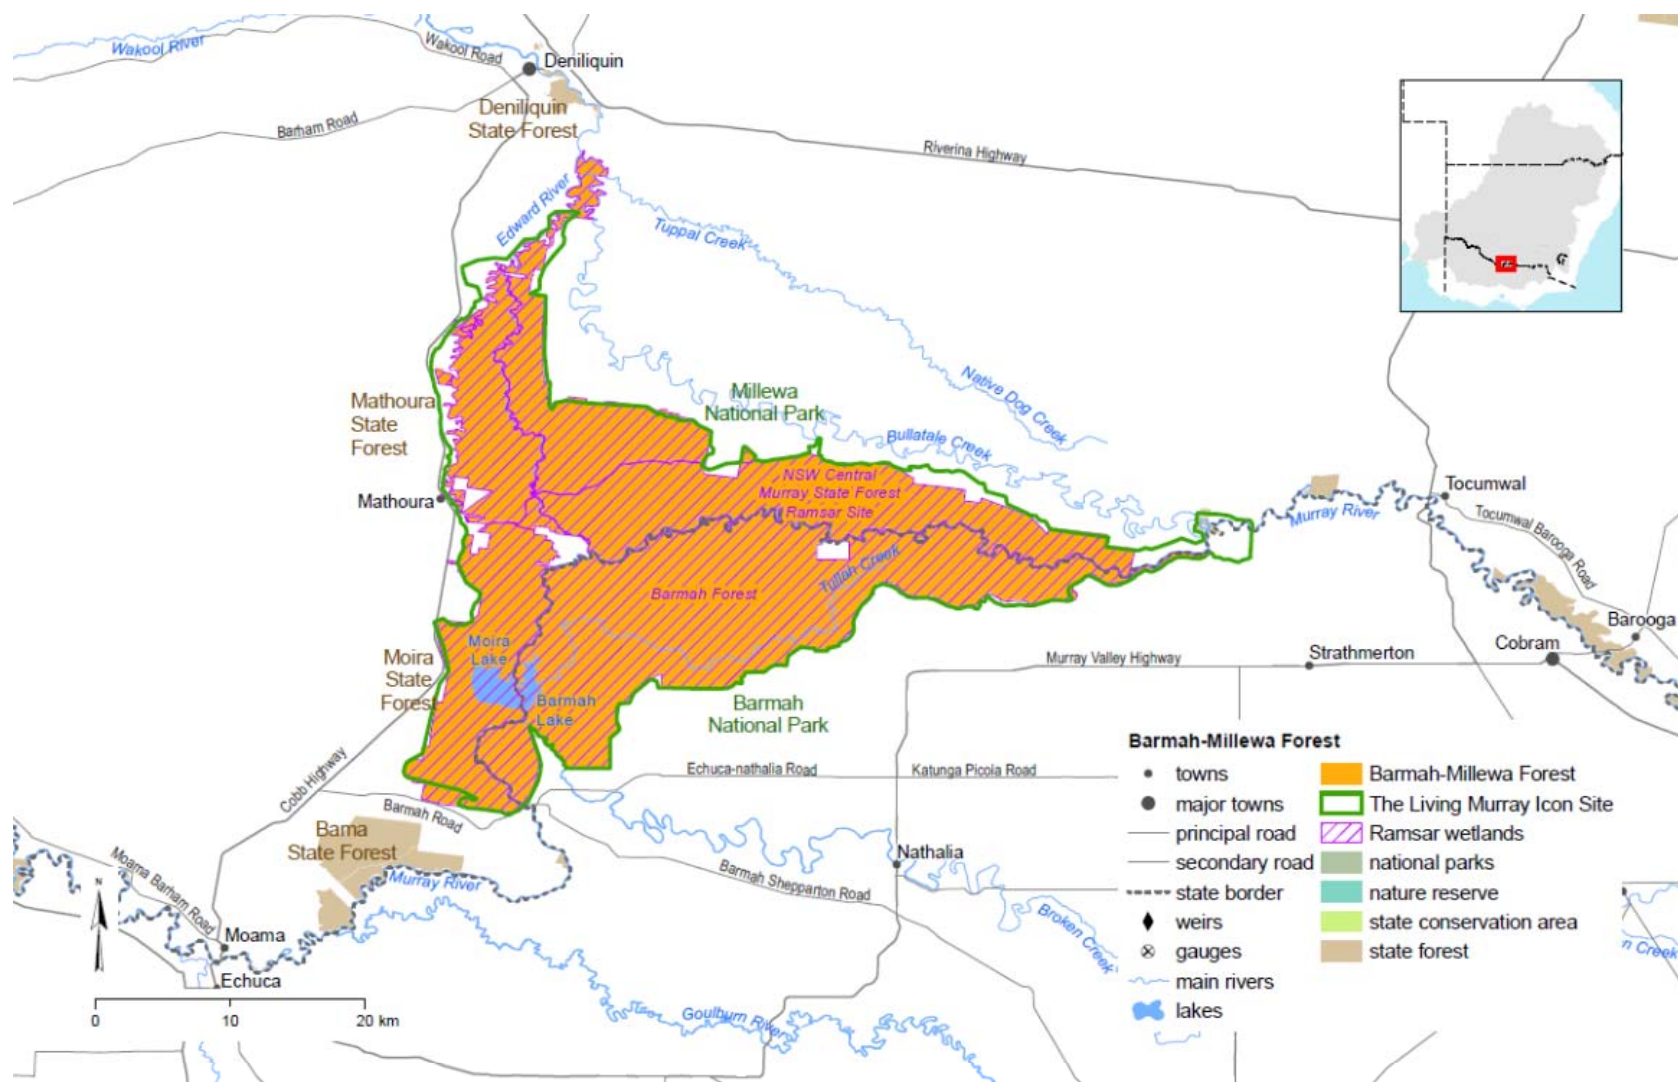 Wakool River
Wakool Road
Deniliquin
Deniliquin
State Forest
Barham Road
Riverina Highway
Edward River
Tuppal Creek
Native Dog Creek
Millewa
National Park
Bullatale Creek
Mathoura
State
Forest
Mathoura
NSW Central
Murray State Forest
Ramsar Site
Murray River
Tocumwal
Tocumwal Barooga Road
Tullah Creek
Barmah Forest
Barooga
Cobram
Strathmerton
Murray Valley Highway
Moira
Lake
Moira
State
Forest
Barmah
Lake
Barmah
National Park
Echuca-nathalia Road
Katunga Picola Road
Cobb Highway
Barmah Road
Bama
State Forest
Murray River
Moama Barham Road
Barmah Shepparton Road
Nathalia
Broken Creek
Moama
Echuca
Goulburn River
N
0 10 20 km
Barmah-Millewa Forest
towns
major towns
principal road
secondary road
state border
weirs
gauges
main rivers
lakes
Barmah-Millewa Forest
The Living Murray Icon Site
Ramsar wetlands
national parks
nature reserve
state conservation area
state forest
n Creek